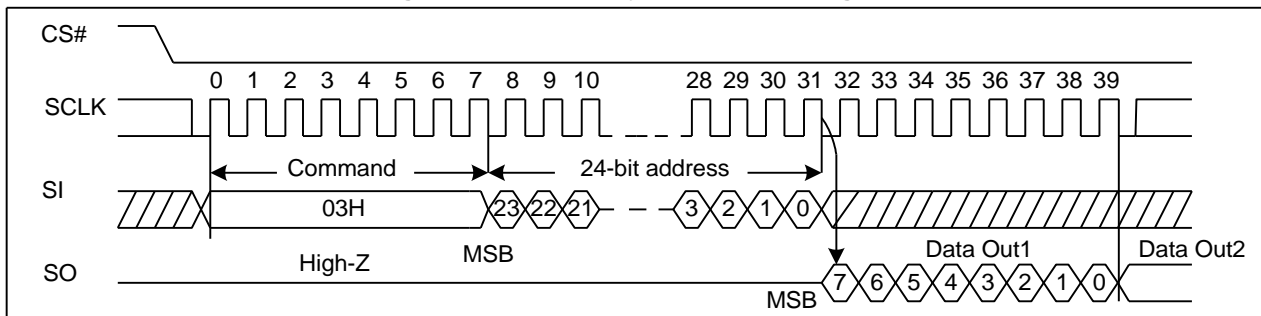 CS#
0 1 2 3 4 5 6 7 8 9 10 28 29 30 31 32 33 34 35 36 37 38 39
SCLK
Command 24-bit address
SI
03H 23 22 21 3 2 1 0
High-Z MSB Data Out1 Data Out2
SO
MSB 7 6 5 4 3 2 1 0